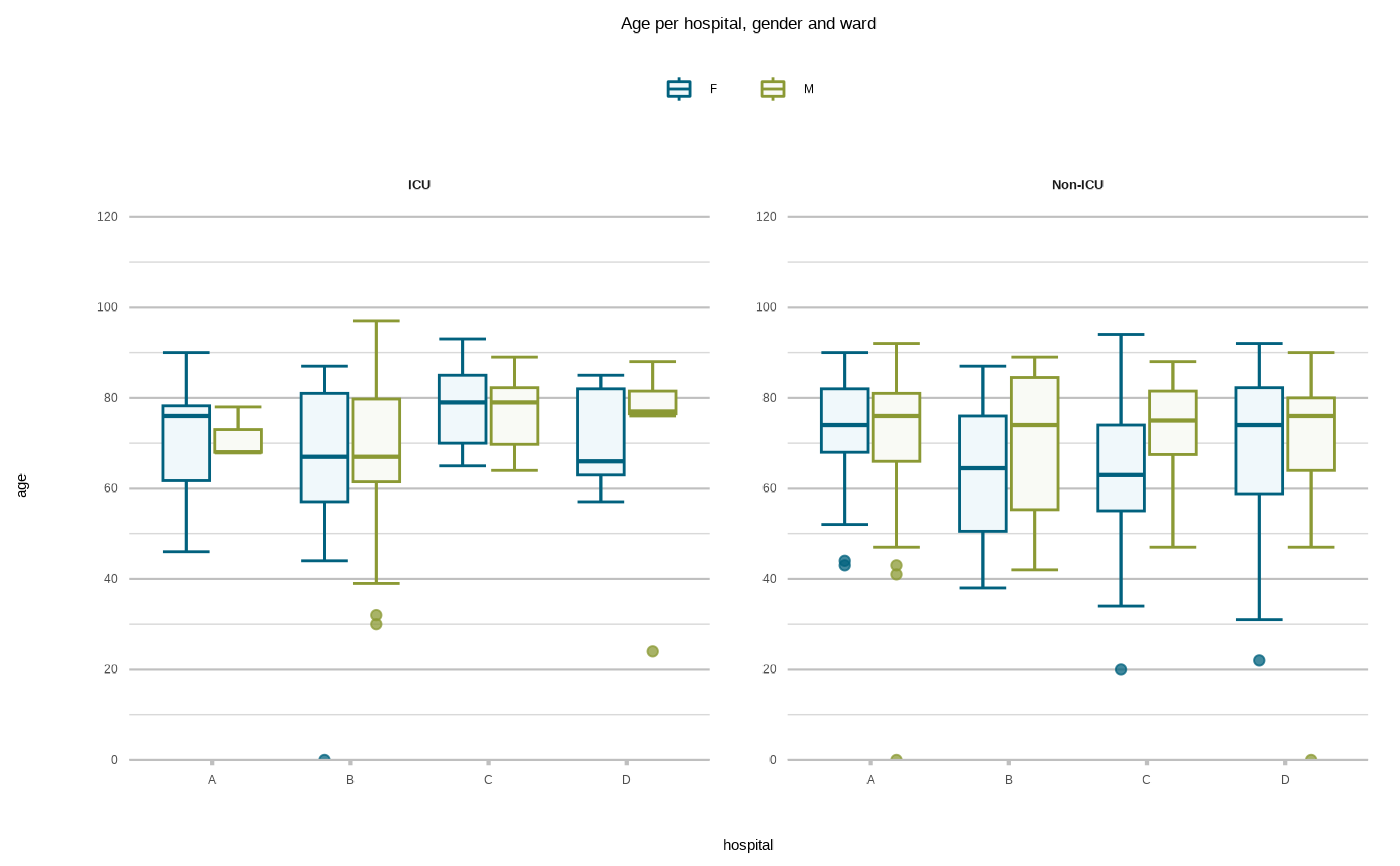 Age per hospital, gender and ward
F M
ICU Non-ICU
120 120
100 100
80 80
60 60
age
40 40
20 20
0 0
A B C D A B C D
hospital